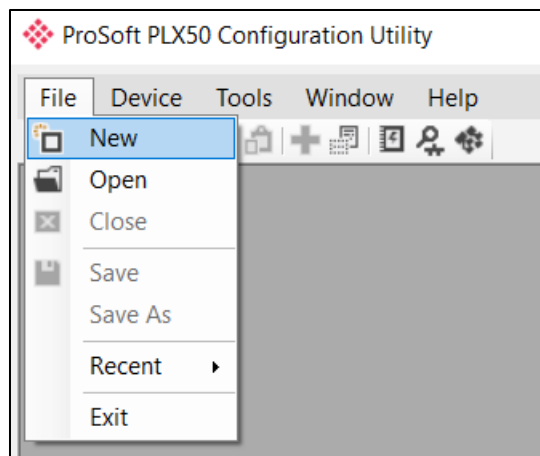 ProSoft PLX50 Configuration Utility
File Device Tools Window Help
New
Open
Close
Save
Save As
Recent
Exit